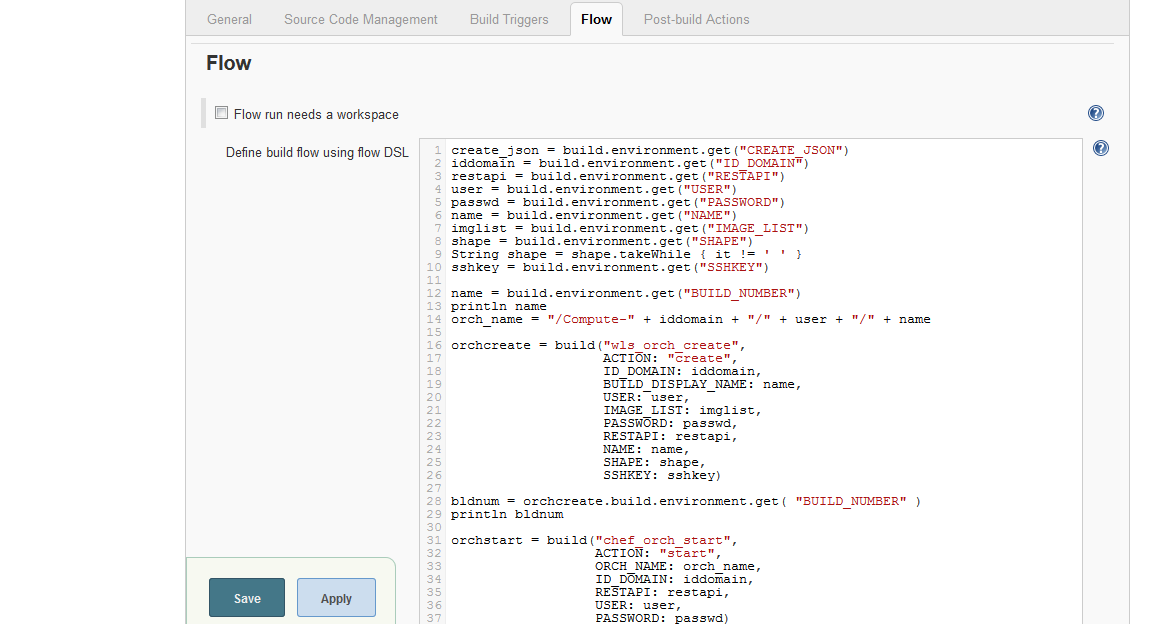 General Source Code Management Build Triggers Flow Post-build Actions
Flow
Flow run needs a workspace
?
Define build flow using flow DSL
?
1 create_json = build.environment.get("CREATE_JSON")
2 iddomain = build.environment.get("ID_DOMAIN")
3 restapi = build.environment.get("RESTAPI")
4 user = build.environment.get("USER")
5 passwd = build.environment.get("PASSWORD")
6 name = build.environment.get("NAME")
7 imglist = build.environment.get("IMAGE_LIST")
8 shape = build.environment.get("SHAPE")
9 String shape = shape.takeWhile { it != ' ' }
10 sshkey = build.environment.get("SSHKEY")
11
12 name = build.environment.get("BUILD_NUMBER")
13 println name
14 orch_name = "/Compute-" + iddomain + "/" + user + "/" + name
15
16 orchcreate = build("wls_orch_create",
17 ACTION: "create",
18 ID_DOMAIN: iddomain,
19 BUILD_DISPLAY_NAME: name,
20 USER: user,
21 IMAGE_LIST: imglist,
22 PASSWORD: passwd,
23 RESTAPI: restapi,
24 NAME: name,
25 SHAPE: shape,
26 SSHKEY: sshkey)
27
28 bldnum = orchcreate.build.environment.get( "BUILD_NUMBER" )
29 println bldnum
30
31 orchstart = build("chef_orch_start",
32 ACTION: "start",
33 ORCH_NAME: orch_name,
34 ID_DOMAIN: iddomain,
35 RESTAPI: restapi,
36 USER: user,
37 PASSWORD: passwd)
Save Apply